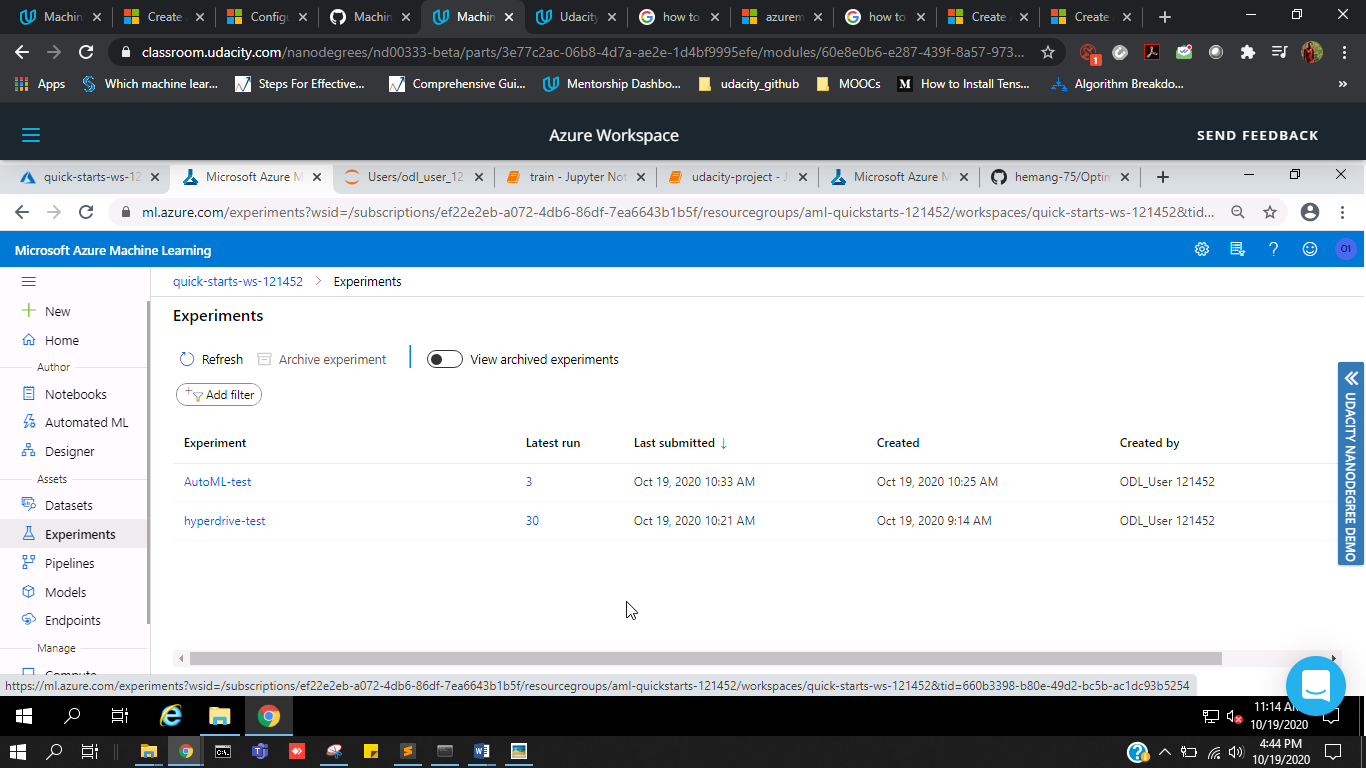 Machin
Create A
Configu
Machin
Machin
Udacity
how to
azurem
how to
Create A
Create A
classroom.udacity.com/nanodegrees/nd00333-beta/parts/3e77c2ac-06b8-4d7a-ae2e-1d4bf9995efe/modules/60e8e0b6-e287-439f-8a57-973...
1
Apps
Which machine lear...
Steps For Effective...
Comprehensive Gui...
Mentorship Dashbo...
udacity_github
MOOCs
M
How to Install Tens...
Algorithm Breakdo...
»
Azure Workspace
SEND FEEDBACK
quick-starts-ws-12
Microsoft Azure M
Users/odl_user_12
train - Jupyter Not
udacity-project - J
Microsoft Azure M
hemang-75/Optim
ml.azure.com/experiments?wsid=/subscriptions/ef22e2eb-a072-4db6-86df-7ea6643b1b5f/resourcegroups/aml-quickstarts-121452/workspaces/quick-starts-ws-121452&tid...
Microsoft Azure Machine Learning
?
O1
quick-starts-ws-121452 > Experiments
New
Home
Author
Notebooks
Automated ML
Designer
Assets
Datasets
Experiments
Pipelines
Models
Endpoints
Manage
Compute
Experiments
Refresh
Archive experiment
View archived experiments
Add filter
Experiment Latest run Last submitted ↓ Created Created by
AutoML-test 3 Oct 19, 2020 10:33 AM Oct 19, 2020 10:25 AM ODL_User 121452
hyperdrive-test 30 Oct 19, 2020 10:21 AM Oct 19, 2020 9:14 AM ODL_User 121452
UDACITY NANODEGREE DEMO
https://ml.azure.com/experiments?wsid=/subscriptions/ef22e2eb-a072-4db6-86df-7ea6643b1b5f/resourcegroups/aml-quickstarts-121452/workspaces/quick-starts-ws-121452&tid=660b3398-b80e-49d2-bc5b-ac1dc93b5254
11:14 AM
10/19/2020
4:44 PM
10/19/2020